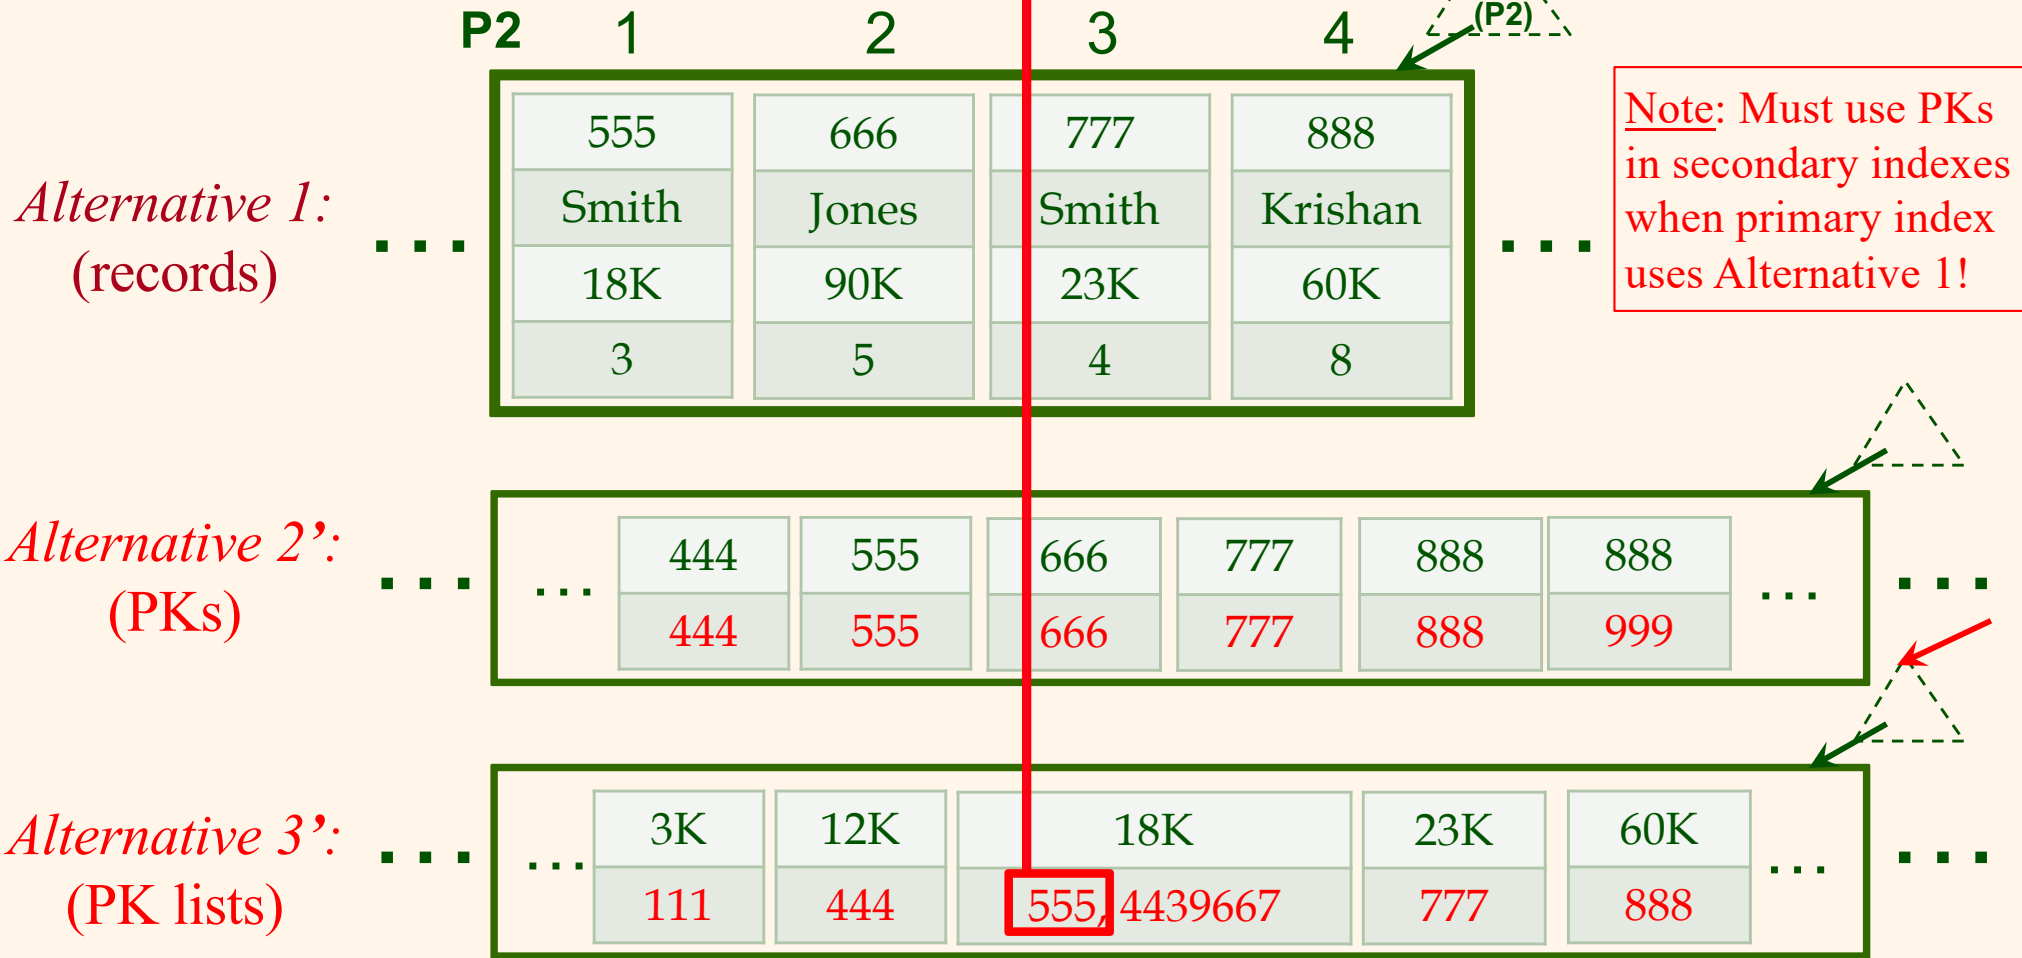 (P2)
P2 1 2 3 4
555 666 777 888
Smith Jones Smith Krishan
18K 90K 23K 60K
3 5 4 8
Alternative 1:
(records)
Note: Must use PKs
in secondary indexes
when primary index
uses Alternative 1!
Alternative 2’:
(PKs)
... 444 555 666 777 888 888 ...
444 555 666 777 888 999
Alternative 3’:
(PK lists)
... 3K 12K 18K 23K 60K ...
111 444 555, 4439667 777 888